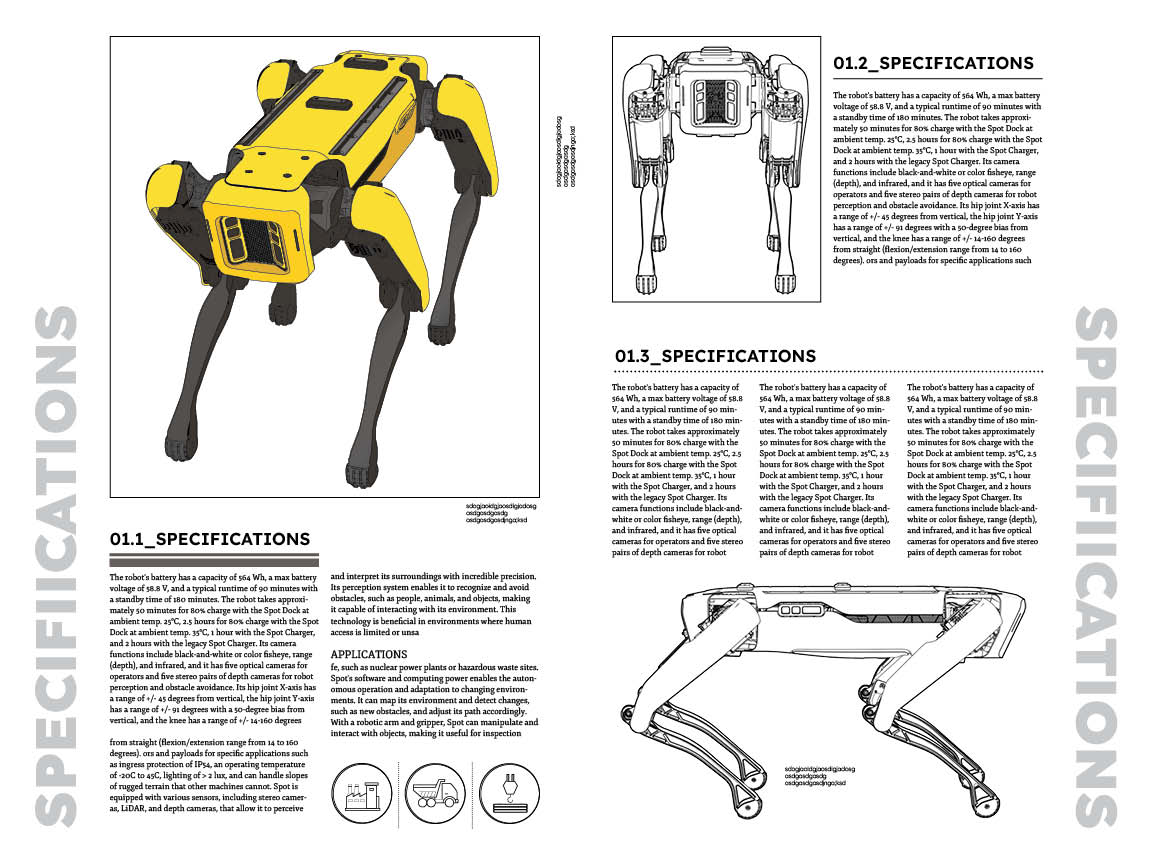 SPECIFICATIONS
sdogjaoidgjaosdigjadosg
osdgasdgasdg
osdgasdgasdjnga;ksd
sdogjaoidgjaosdigjadosg
osdgasdgasdg
osdgasdgasdjnga;ksd
01.1_SPECIFICATIONS
The robot's battery has a capacity of 564 Wh, a max battery
voltage of 58.8 V, and a typical runtime of 90 minutes with
a standby time of 180 minutes. The robot takes approxi-
mately 50 minutes for 80% charge with the Spot Dock at
ambient temp. 25°C, 2.5 hours for 80% charge with the Spot
Dock at ambient temp. 35°C, 1 hour with the Spot Charger,
and 2 hours with the legacy Spot Charger. Its camera
functions include black-and-white or color fisheye, range
(depth), and infrared, and it has five optical cameras for
operators and five stereo pairs of depth cameras for robot
perception and obstacle avoidance. Its hip joint X-axis has
a range of +/- 45 degrees from vertical, the hip joint Y-axis
has a range of +/- 91 degrees with a 50-degree bias from
vertical, and the knee has a range of +/- 14-160 degrees
from straight (flexion/extension range from 14 to 160
degrees). ors and payloads for specific applications such
as ingress protection of IP54, an operating temperature
of -20C to 45C, lighting of > 2 lux, and can handle slopes
of rugged terrain that other machines cannot. Spot is
equipped with various sensors, including stereo camer-
as, LiDAR, and depth cameras, that allow it to perceive
and interpret its surroundings with incredible precision.
Its perception system enables it to recognize and avoid
obstacles, such as people, animals, and objects, making
it capable of interacting with its environment. This
technology is beneficial in environments where human
access is limited or unsa
APPLICATIONS
fe, such as nuclear power plants or hazardous waste sites.
Spot's software and computing power enables the auton-
omous operation and adaptation to changing environ-
ments. It can map its environment and detect changes,
such as new obstacles, and adjust its path accordingly.
With a robotic arm and gripper, Spot can manipulate and
interact with objects, making it useful for inspection
01.2_SPECIFICATIONS
The robot's battery has a capacity of 564 Wh, a max battery
voltage of 58.8 V, and a typical runtime of 90 minutes with
a standby time of 180 minutes. The robot takes approxi-
mately 50 minutes for 80% charge with the Spot Dock at
ambient temp. 25°C, 2.5 hours for 80% charge with the Spot
Dock at ambient temp. 35°C, 1 hour with the Spot Charger,
and 2 hours with the legacy Spot Charger. Its camera
functions include black-and-white or color fisheye, range
(depth), and infrared, and it has five optical cameras for
operators and five stereo pairs of depth cameras for robot
perception and obstacle avoidance. Its hip joint X-axis has
a range of +/- 45 degrees from vertical, the hip joint Y-axis
has a range of +/- 91 degrees with a 50-degree bias from
vertical, and the knee has a range of +/- 14-160 degrees
from straight (flexion/extension range from 14 to 160
degrees). ors and payloads for specific applications such
01.3_SPECIFICATIONS
The robot's battery has a capacity of
564 Wh, a max battery voltage of 58.8
V, and a typical runtime of 90 min-
utes with a standby time of 180 min-
utes. The robot takes approximately
50 minutes for 80% charge with the
Spot Dock at ambient temp. 25°C, 2.5
hours for 80% charge with the Spot
Dock at ambient temp. 35°C, 1 hour
with the Spot Charger, and 2 hours
with the legacy Spot Charger. Its
camera functions include black-and-
white or color fisheye, range (depth),
and infrared, and it has five optical
cameras for operators and five stereo
pairs of depth cameras for robot
The robot's battery has a capacity of
564 Wh, a max battery voltage of 58.8
V, and a typical runtime of 90 min-
utes with a standby time of 180 min-
utes. The robot takes approximately
50 minutes for 80% charge with the
Spot Dock at ambient temp. 25°C, 2.5
hours for 80% charge with the Spot
Dock at ambient temp. 35°C, 1 hour
with the Spot Charger, and 2 hours
with the legacy Spot Charger. Its
camera functions include black-and-
white or color fisheye, range (depth),
and infrared, and it has five optical
cameras for operators and five stereo
pairs of depth cameras for robot
The robot's battery has a capacity of
564 Wh, a max battery voltage of 58.8
V, and a typical runtime of 90 min-
utes with a standby time of 180 min-
utes. The robot takes approximately
50 minutes for 80% charge with the
Spot Dock at ambient temp. 25°C, 2.5
hours for 80% charge with the Spot
Dock at ambient temp. 35°C, 1 hour
with the Spot Charger, and 2 hours
with the legacy Spot Charger. Its
camera functions include black-and-
white or color fisheye, range (depth),
and infrared, and it has five optical
cameras for operators and five stereo
pairs of depth cameras for robot
sdogjaoidgjaosdigjadosg
osdgasdgasdg
osdgasdgasdjnga;ksd
SPECIFICATIONS